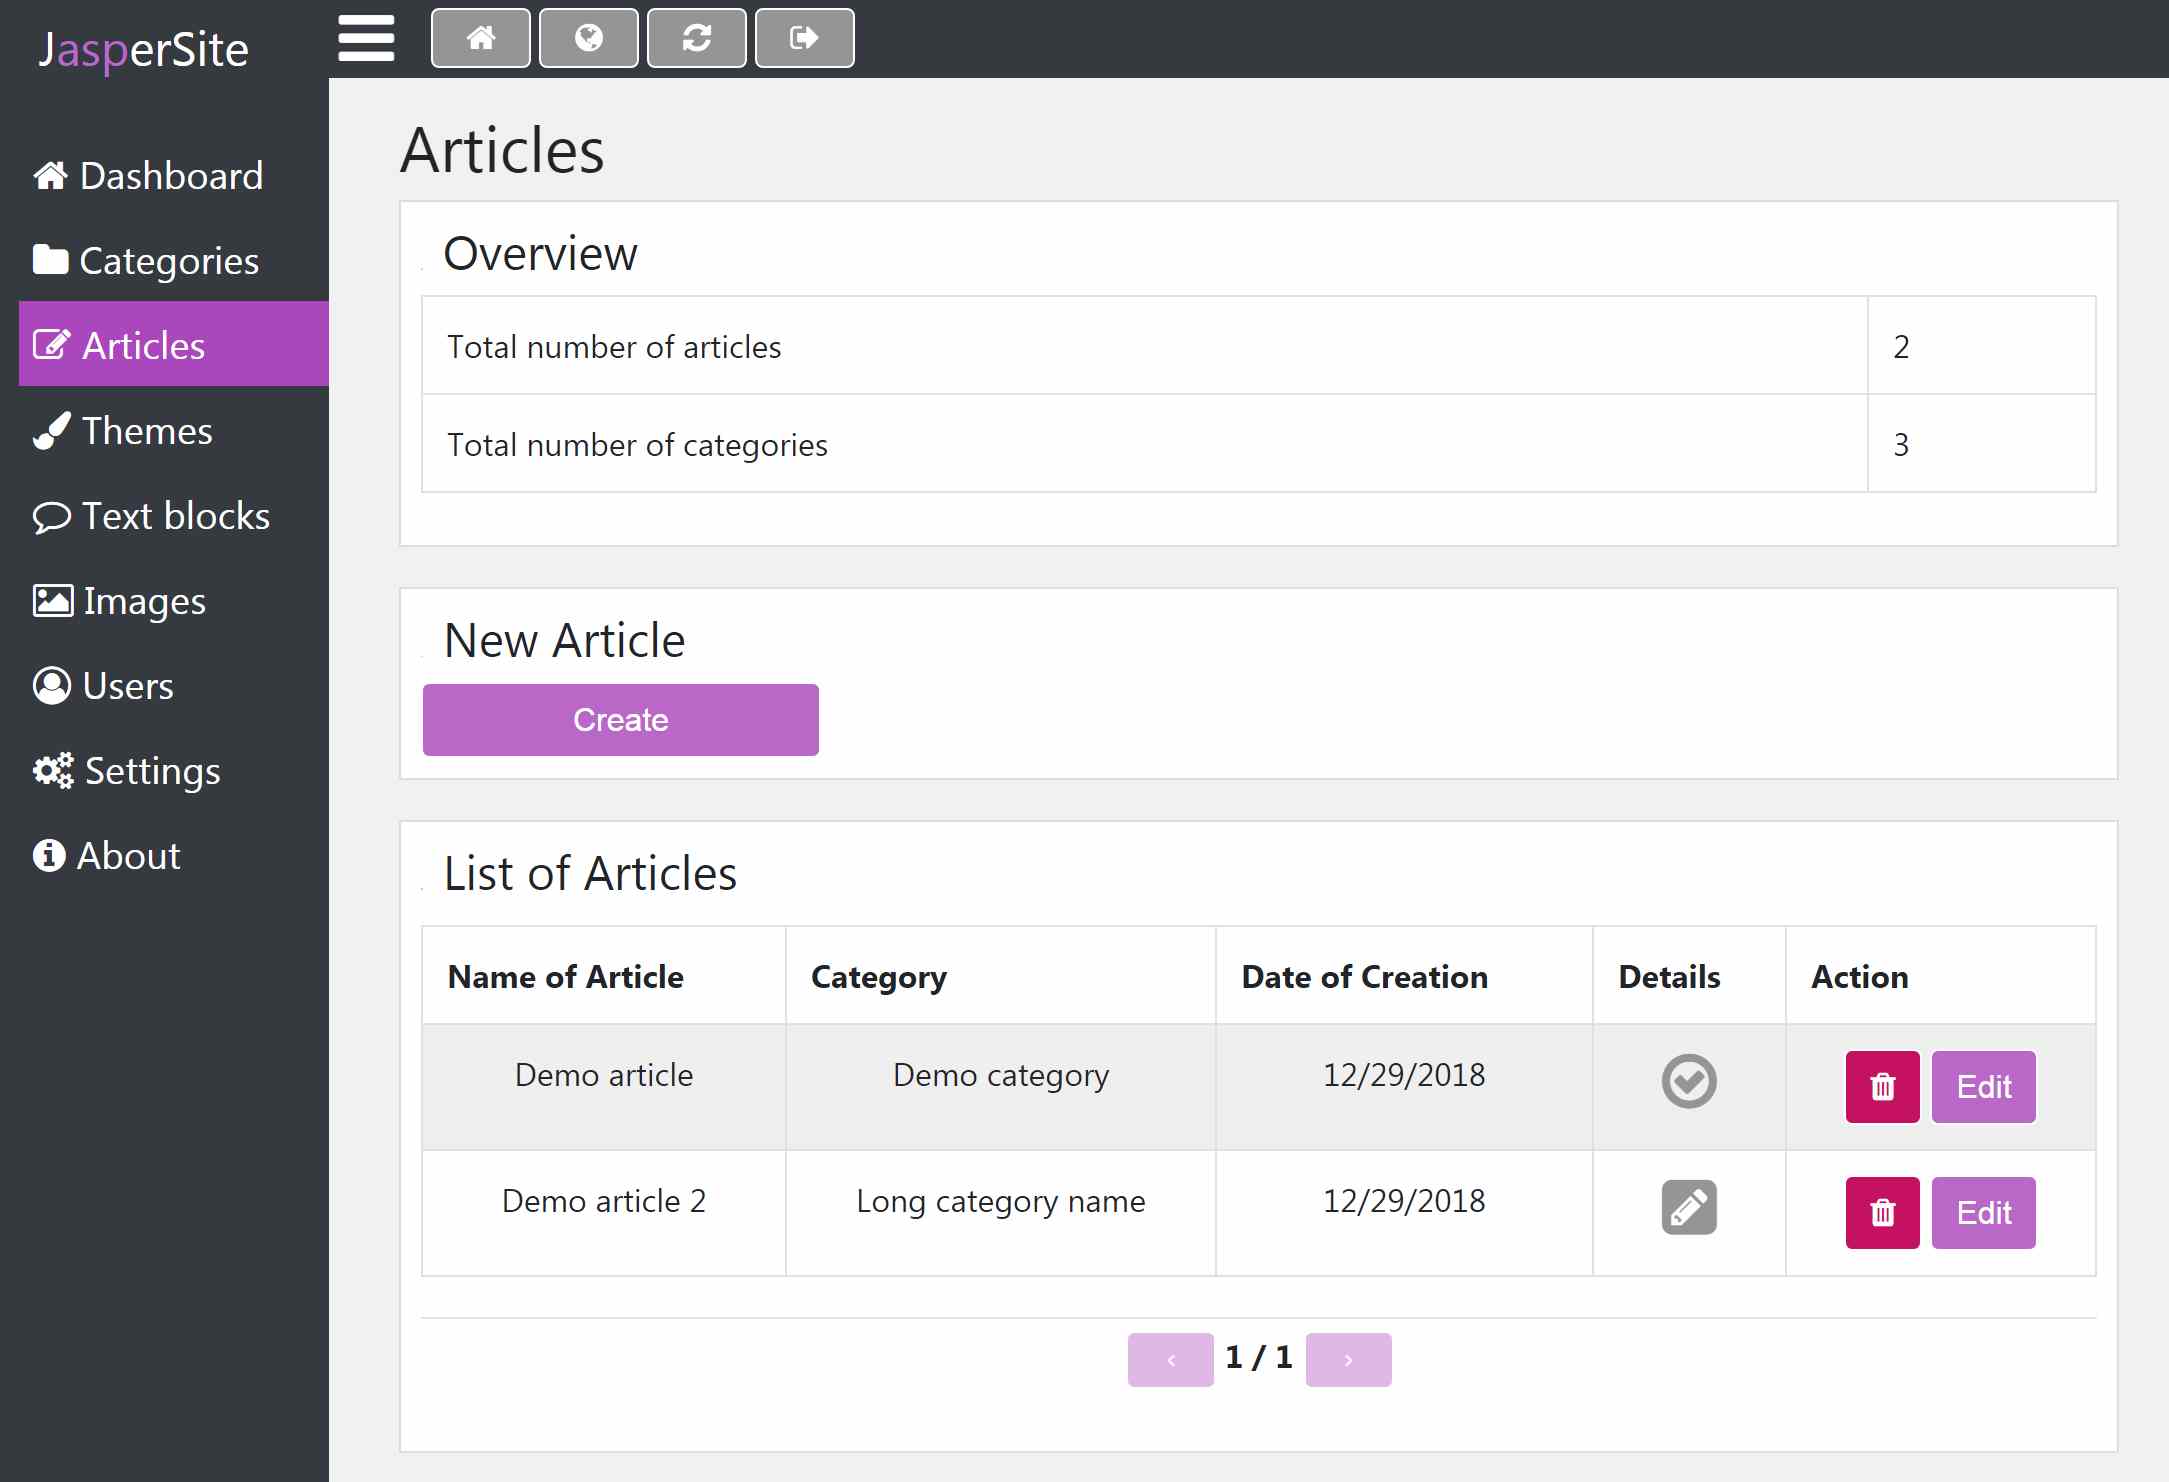 JasperSite
Dashboard
Categories
Articles
Themes
Text blocks
Images
Users
Settings
About
Articles
Overview
Total number of articles 2
Total number of categories 3
New Article
Create
List of Articles
Name of Article Category Date of Creation Details Action
Demo article Demo category 12/29/2018 Edit
Demo article 2 Long category name 12/29/2018 Edit
‹ 1 / 1 ›